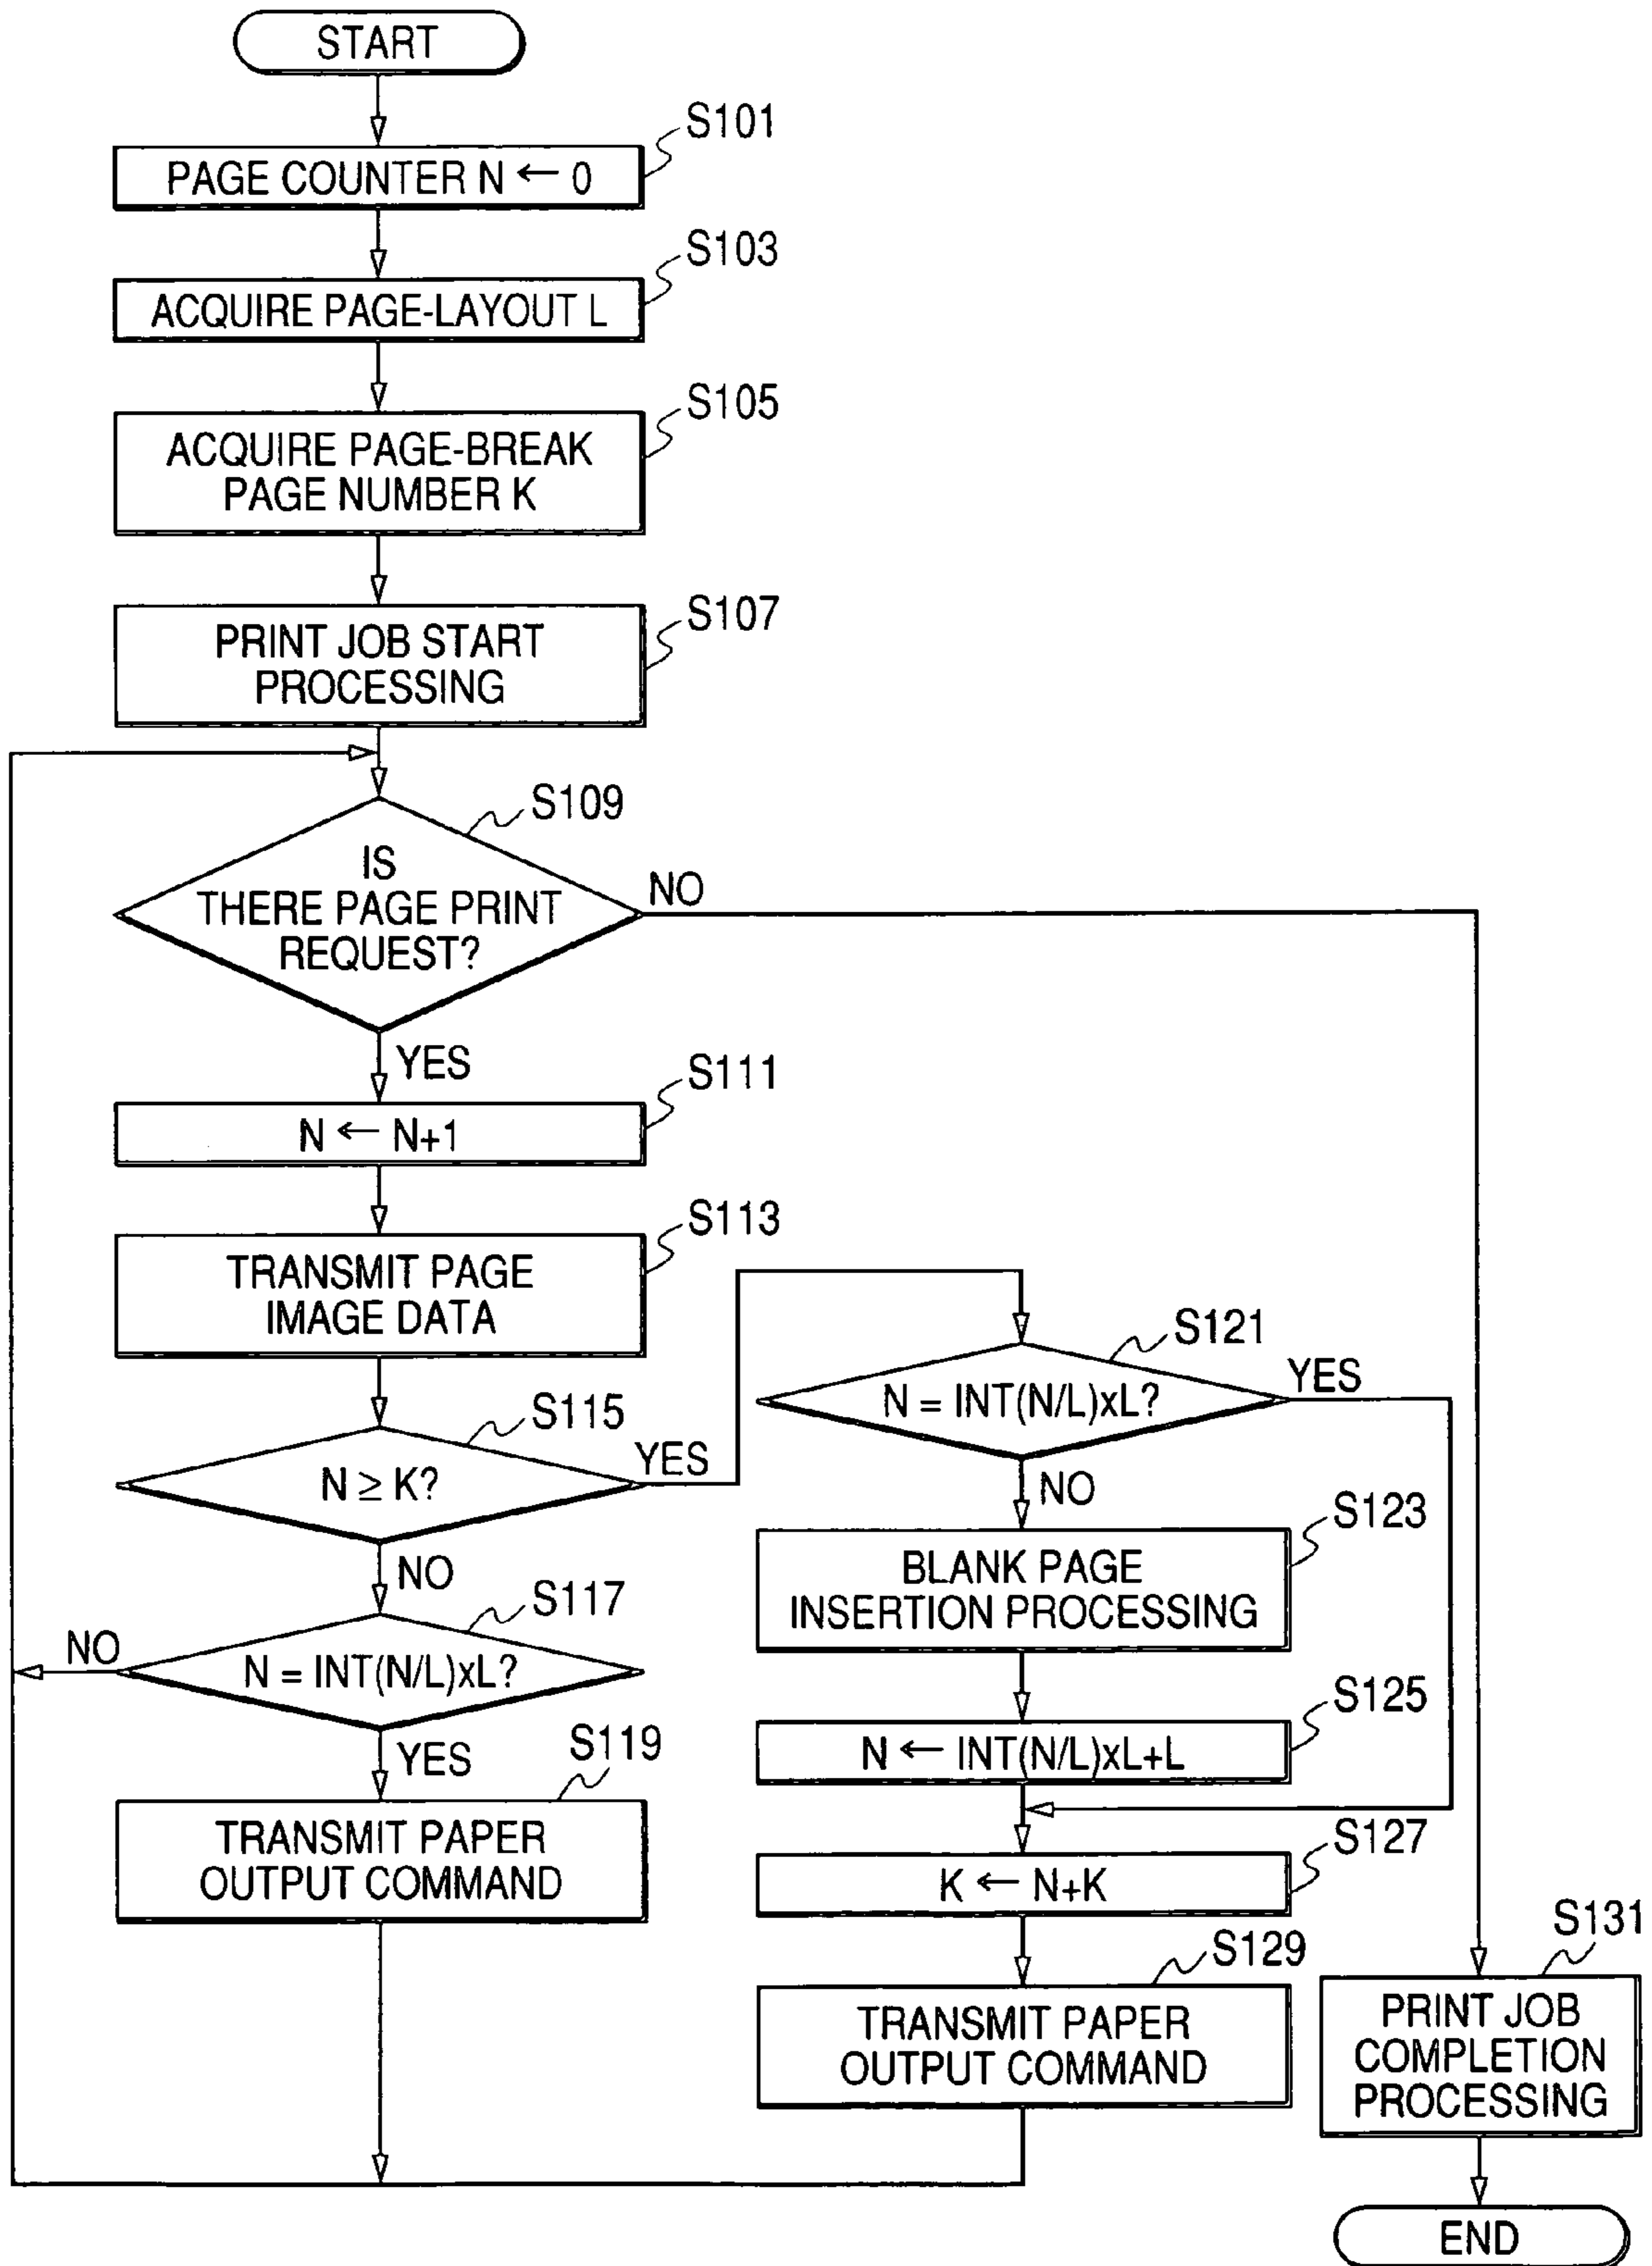 START
S101
PAGE COUNTER N ← 0
S103
ACQUIRE PAGE-LAYOUT L
S105
ACQUIRE PAGE-BREAK
PAGE NUMBER K
S107
PRINT JOB START
PROCESSING
S109
IS
THERE PAGE PRINT
REQUEST?
NO
YES
S111
N ← N+1
S113
TRANSMIT PAGE
IMAGE DATA
S115
N ≥ K?
YES
NO
S117
N = INT(N/L)xL?
NO
YES
S119
TRANSMIT PAPER
OUTPUT COMMAND
S121
N = INT(N/L)xL?
YES
NO
S123
BLANK PAGE
INSERTION PROCESSING
S125
N ← INT(N/L)xL+L
S127
K ← N+K
S129
TRANSMIT PAPER
OUTPUT COMMAND
S131
PRINT JOB
COMPLETION
PROCESSING
END